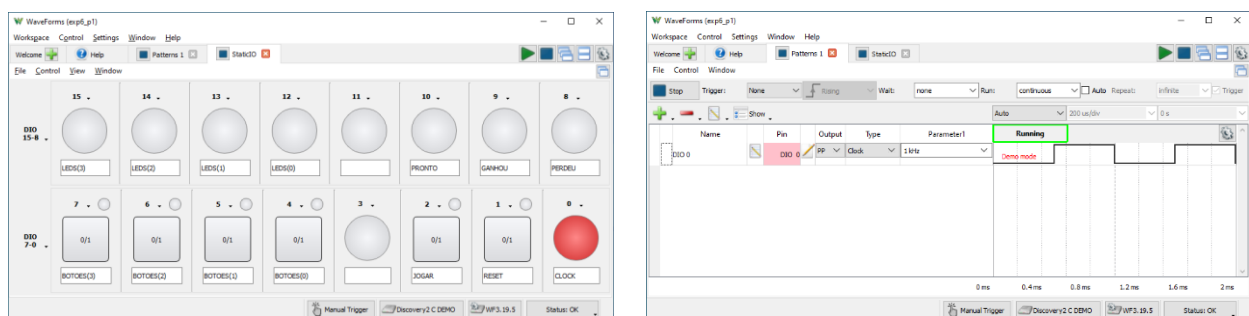 WaveForms (exp6_p1)
Workspace Control Settings Window Help
Welcome Help Patterns 1 StaticIO
File Control View Window
15 14 13 12 11 10 9 8
DIO
15-8
LEDS(3) LEDS(2) LEDS(1) LEDS(0) PRONTO GANHOU PERDEU
7 6 5 4 3 2 1 0
DIO
7-0
0/1 0/1 0/1 0/1 0/1 0/1
BOTOES(3) BOTOES(2) BOTOES(1) BOTOES(0) JOGAR RESET CLOCK
Manual Trigger Discovery2 C DEMO WF3.19.5 Status: OK
WaveForms (exp6_p1)
Workspace Control Settings Window Help
Welcome Help Patterns 1 StaticIO
File Control Window
Stop Trigger: None Rising Wait: none Run: continuous Auto Repeat: infinite Trigger
Show Auto 200 us/div 0 s
Name Pin Output Type Parameter1 Running
DIO 0 DIO 0 PP Clock 1 kHz Demo mode
0 ms 0.4 ms 0.8 ms 1.2 ms 1.6 ms 2 ms
Manual Trigger Discovery2 C DEMO WF3.19.5 Status: OK